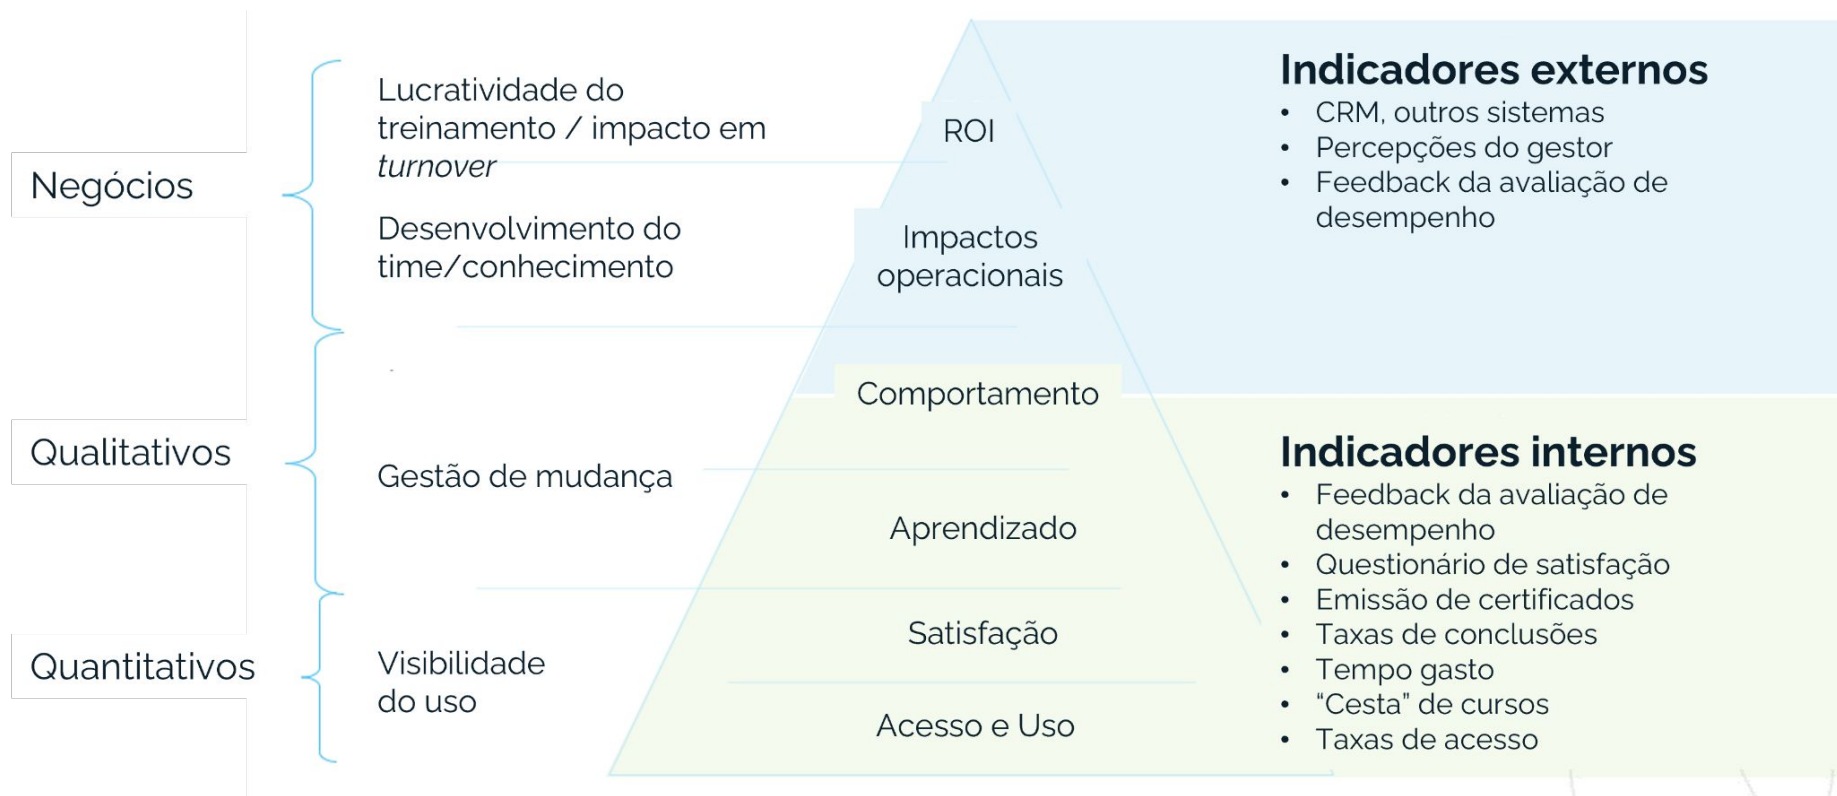 Negócios
Qualitativos
Quantitativos
Lucratividade do
treinamento / impacto em
turnover
Desenvolvimento do
time/conhecimento
Gestão de mudança
Visibilidade
do uso
ROI
Impactos
operacionais
Comportamento
Aprendizado
Satisfação
Acesso e Uso
Indicadores externos
• CRM, outros sistemas
• Percepções do gestor
• Feedback da avaliação de
desempenho
Indicadores internos
• Feedback da avaliação de
desempenho
• Questionário de satisfação
• Emissão de certificados
• Taxas de conclusões
• Tempo gasto
• “Cesta” de cursos
• Taxas de acesso